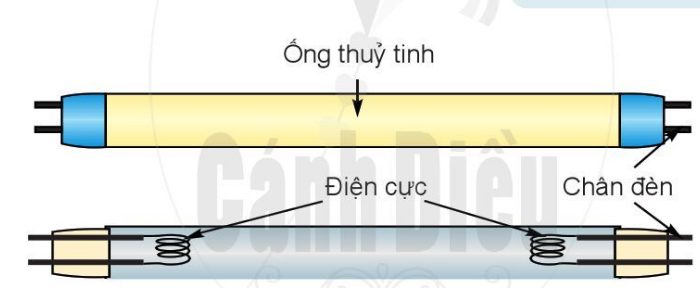 Ống thuỷ tinh
Cánh Diều
Điện cực
Chân đèn